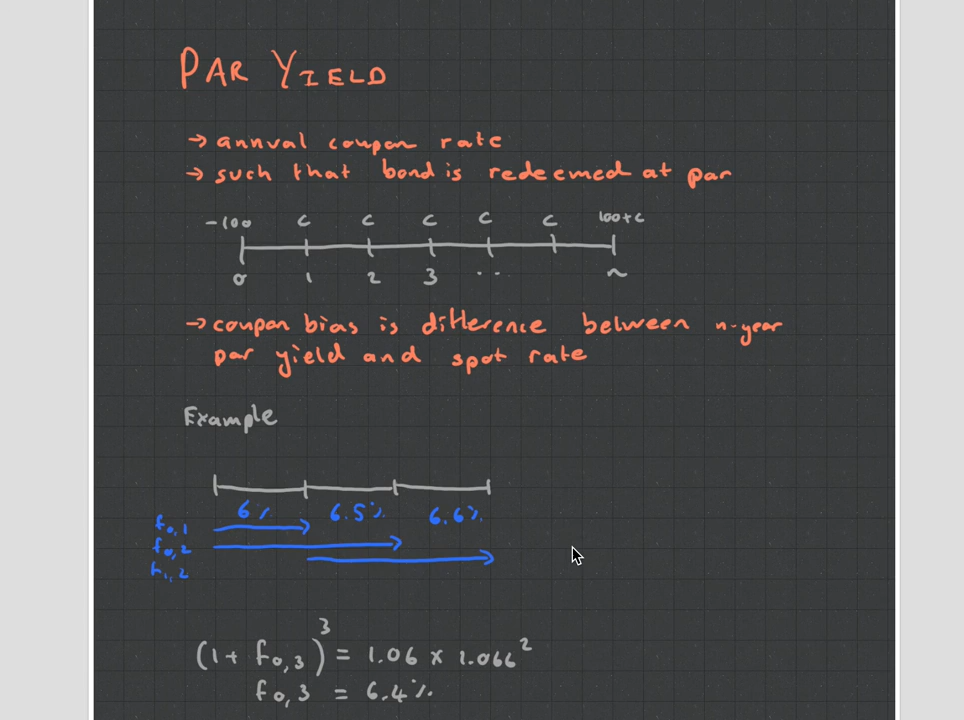 PAR YIELD
→ annual coupon rate
→ such that bond is redeemed at par
-100 c c c c c 100+c
0 1 2 3 .. n
→ coupon bias is difference between n-year
par yield and spot rate
Example
6% 6.5% 6.6%
f0,1
f0,2
f1,2
(1+ f0,3)³ = 1.06 × 1.066²
f0,3 = 6.4%